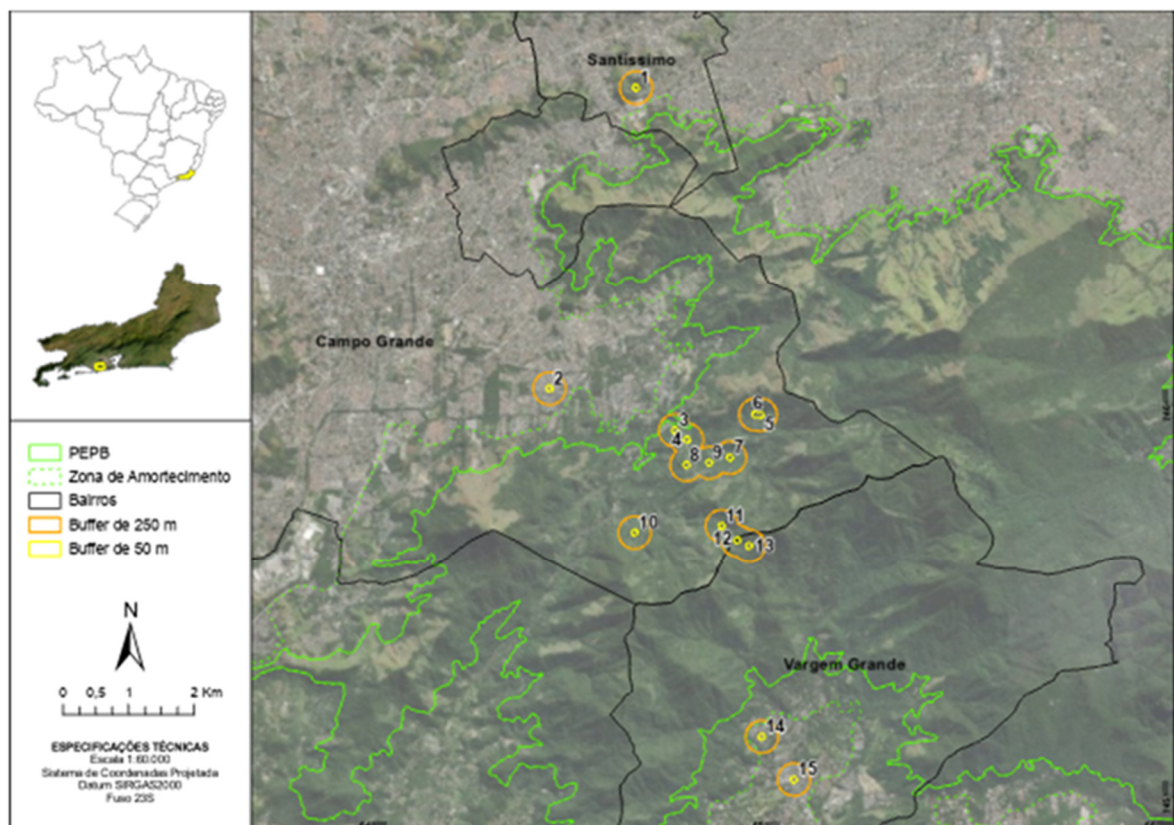 Santíssimo
1
Campo Grande
2
6
5
3
4
8
9
7
10
11
12
13
Vargem Grande
14
15
PEPB
Zona de Amortecimento
Bairros
Buffer de 250 m
Buffer de 50 m
N
0 0,5 1 2 Km
ESPECIFICAÇÕES TÉCNICAS
Escala 1:60.000
Sistema de Coordenadas Projetada
Datum SIRGAS2000
Fuso 23S